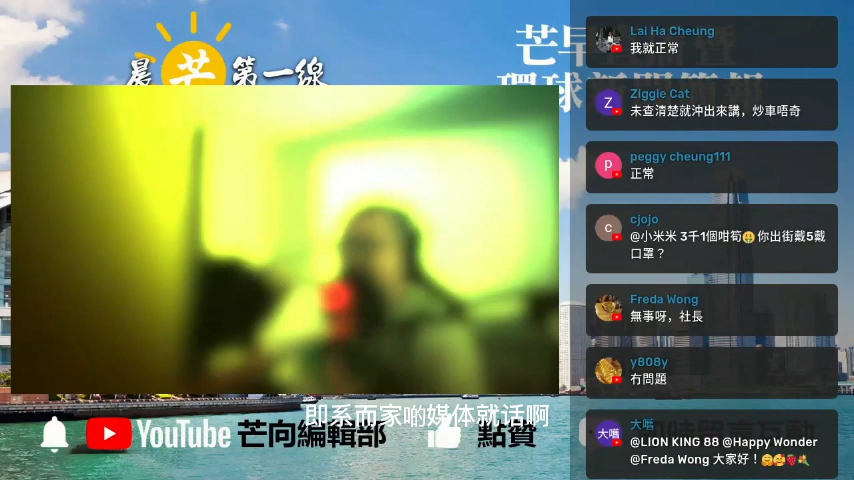 晨芒第一線
芒早
環球
Lai Ha Cheung
我就正常
Ziggie Cat
未查清楚就沖出來講，炒車唔奇
peggy cheung111
正常
cjojo
@小米米 3千1個咁筍🤑你出街戴5戴
口罩？
Freda Wong
無事呀，社長
y808y
冇問題
大嚿
@LION KING 88 @Happy Wonder
@Freda Wong 大家好！🤗🥰🍓💐
即系而家啲媒体就话啊
YouTube 芒向編輯部 點贊